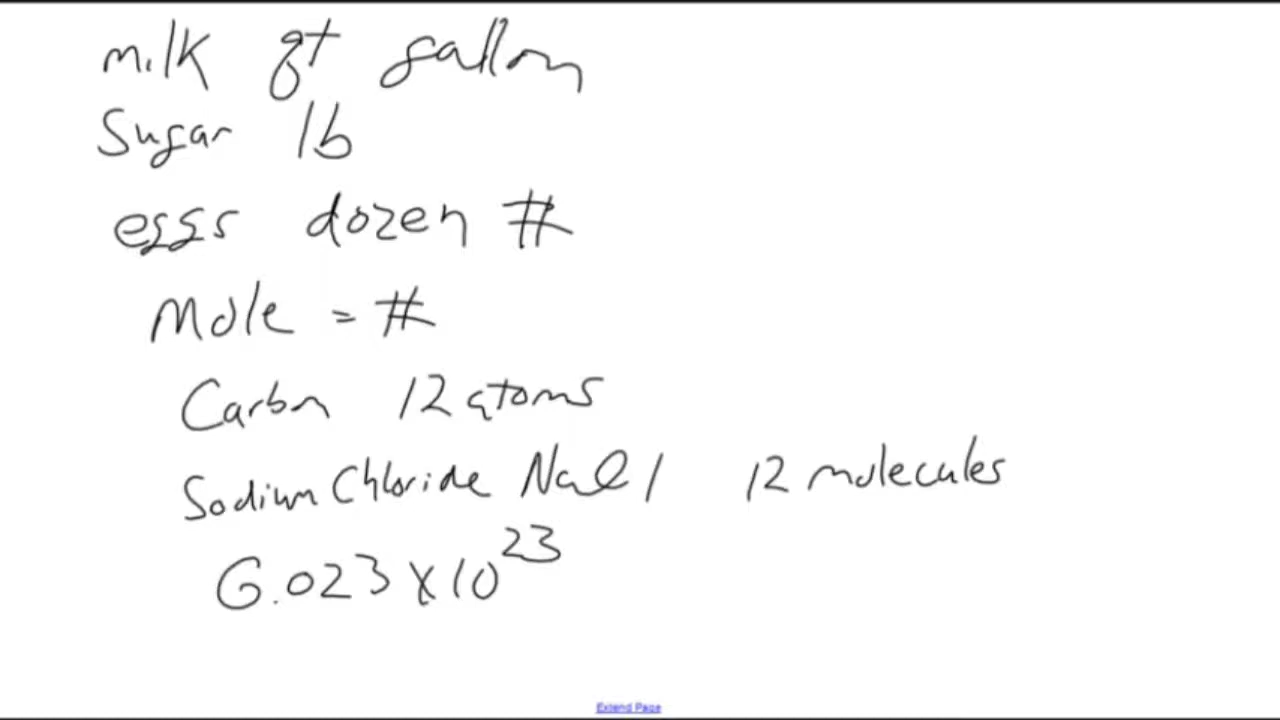 milk qt gallon
Sugar lb
eggs dozen #
Mole = #
Carbon 12 atoms
Sodium Chloride NaCl 12 molecules
6.023 x 10^23
Extend Page